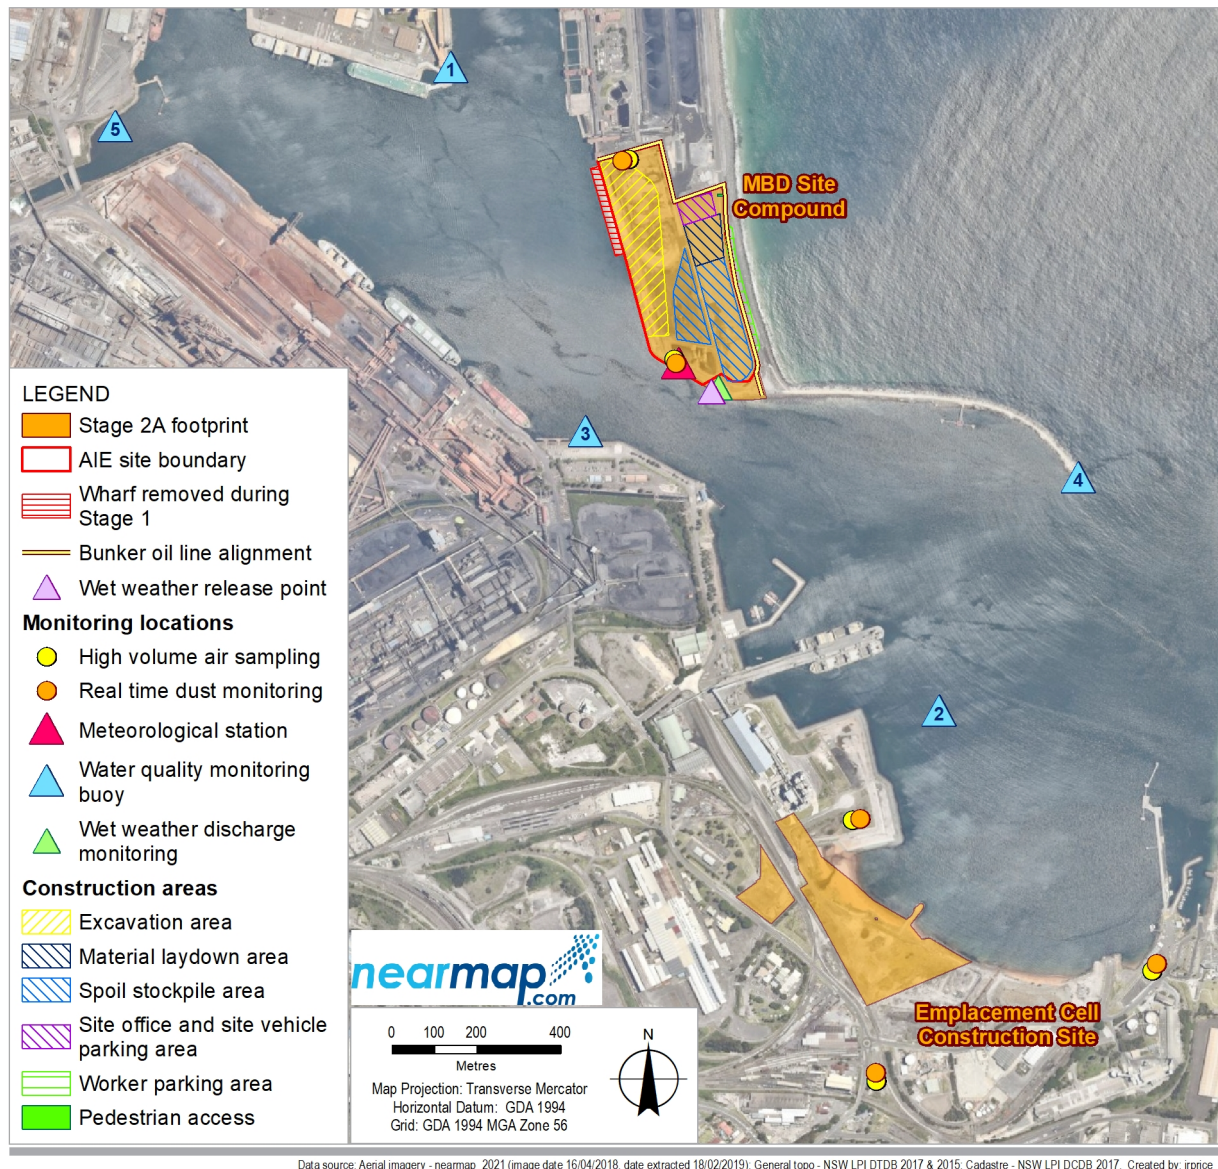 1
5
MBD Site
Compound
3
4
2
LEGEND
Stage 2A footprint
AIE site boundary
Wharf removed during
Stage 1
Bunker oil line alignment
Wet weather release point
Monitoring locations
High volume air sampling
Real time dust monitoring
Meteorological station
Water quality monitoring
buoy
Wet weather discharge
monitoring
Construction areas
Excavation area
Material laydown area
Spoil stockpile area
Site office and site vehicle
parking area
Worker parking area
Pedestrian access
nearmap
.com
0 100 200 400
Metres
Map Projection: Transverse Mercator
Horizontal Datum: GDA 1994
Grid: GDA 1994 MGA Zone 56
N
Emplacement Cell
Construction Site
Data source: Aerial imagery - nearmap 2021 (image date 16/04/2018, date extracted 18/02/2019); General topo - NSW LPI DTDB 2017 & 2015; Cadastre - NSW LPI DCDB 2017. Created by: jrprice